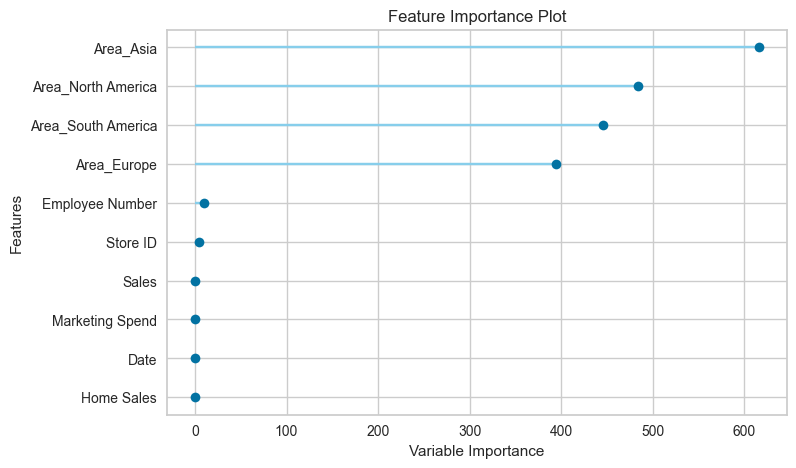 Feature Importance Plot
Features
Area_Asia
Area_North America
Area_South America
Area_Europe
Employee Number
Store ID
Sales
Marketing Spend
Date
Home Sales
0 100 200 300 400 500 600
Variable Importance